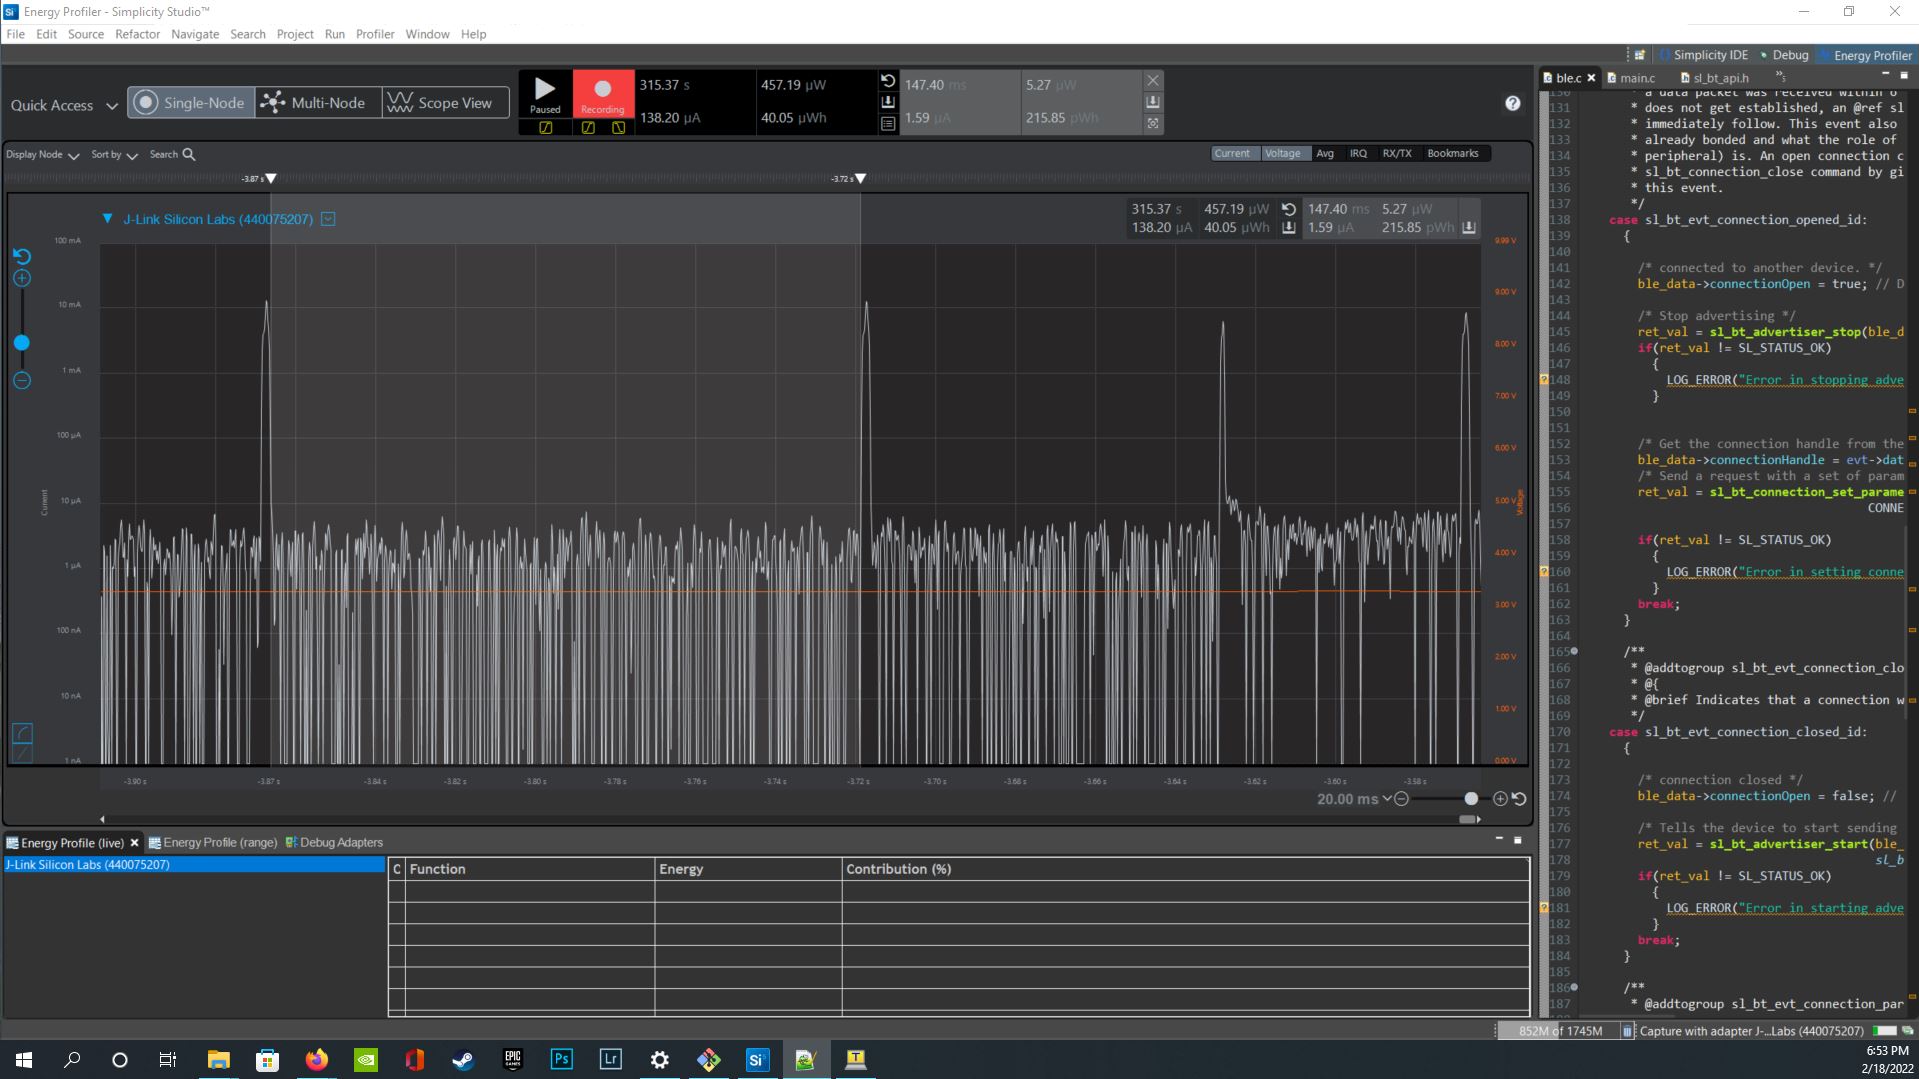 Energy Profiler - Simplicity Studio™
File Edit Source Refactor Navigate Search Project Run Profiler Window Help
Simplicity IDE Debug Energy Profiler
Quick Access Single-Node Multi-Node Scope View
Paused Recording
315.37 s 457.19 µW 147.40 ms 5.27 µW
138.20 µA 40.05 µWh 1.59 µA 215.85 pWh
Display Node Sort by Search
Current Voltage Avg IRQ RX/TX Bookmarks
-3.87 s -3.72 s
J-Link Silicon Labs (440075207)
315.37 s 457.19 µW 147.40 ms 5.27 µW
138.20 µA 40.05 µWh 1.59 µA 215.85 pWh
100 mA
10 mA
1 mA
100 µA
10 µA
1 µA
100 nA
10 nA
1 nA
Current
9.99 V
9.00 V
8.00 V
7.00 V
6.00 V
5.00 V
4.00 V
3.00 V
2.00 V
1.00 V
0.00 V
Voltage
-3.90 s -3.87 s -3.84 s -3.82 s -3.80 s -3.78 s -3.76 s -3.74 s -3.72 s -3.70 s -3.68 s -3.66 s -3.64 s -3.62 s -3.60 s -3.58 s
20.00 ms
Energy Profile (live) Energy Profile (range) Debug Adapters
J-Link Silicon Labs (440075207)
C Function Energy Contribution (%)
ble.c main.c sl_bt_api.h
130 * a data packet was received within 6
131 * does not get established, an @ref sl
132 * immediately follow. This event also
133 * already bonded and what the role of
134 * peripheral) is. An open connection c
135 * sl_bt_connection_close command by gi
136 * this event.
137 */
138 case sl_bt_evt_connection_opened_id:
139 {
140
141 /* connected to another device. */
142 ble_data->connectionOpen = true; // D
143
144 /* Stop advertising */
145 ret_val = sl_bt_advertiser_stop(ble_d
146 if(ret_val != SL_STATUS_OK)
147 {
148 LOG_ERROR("Error in stopping adve
149 }
150
151
152 /* Get the connection handle from the
153 ble_data->connectionHandle = evt->dat
154 /* Send a request with a set of param
155 ret_val = sl_bt_connection_set_parame
156 CONNE
157
158 if(ret_val != SL_STATUS_OK)
159 {
160 LOG_ERROR("Error in setting conne
161 }
162 break;
163 }
164
165 /**
166 * @addtogroup sl_bt_evt_connection_clo
167 * @{
168 * @brief Indicates that a connection w
169 */
170 case sl_bt_evt_connection_closed_id:
171 {
172
173 /* connection closed */
174 ble_data->connectionOpen = false; //
175
176 /* Tells the device to start sending
177 ret_val = sl_bt_advertiser_start(ble_
178 sl_b
179 if(ret_val != SL_STATUS_OK)
180 {
181 LOG_ERROR("Error in starting adve
182 }
183 break;
184 }
185
186 /**
187 * @addtogroup sl_bt_evt_connection_par
852M of 1745M Capture with adapter J-...Labs (440075207)
EPIC GAMES Ps Lr Si T
6:53 PM
2/18/2022